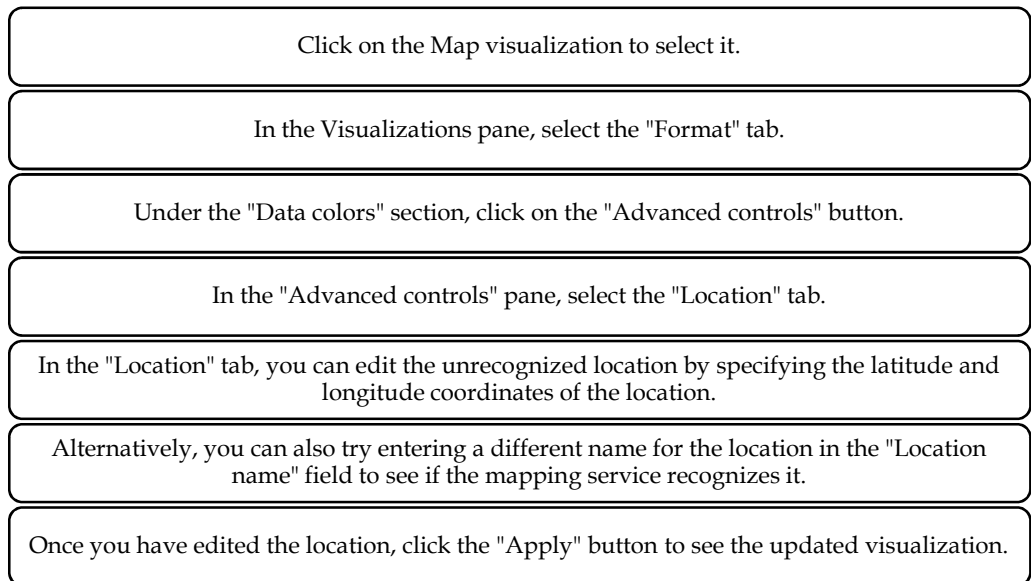 Click on the Map visualization to select it.
In the Visualizations pane, select the "Format" tab.
Under the "Data colors" section, click on the "Advanced controls" button.
In the "Advanced controls" pane, select the "Location" tab.
In the "Location" tab, you can edit the unrecognized location by specifying the latitude and
longitude coordinates of the location.
Alternatively, you can also try entering a different name for the location in the "Location
name" field to see if the mapping service recognizes it.
Once you have edited the location, click the "Apply" button to see the updated visualization.